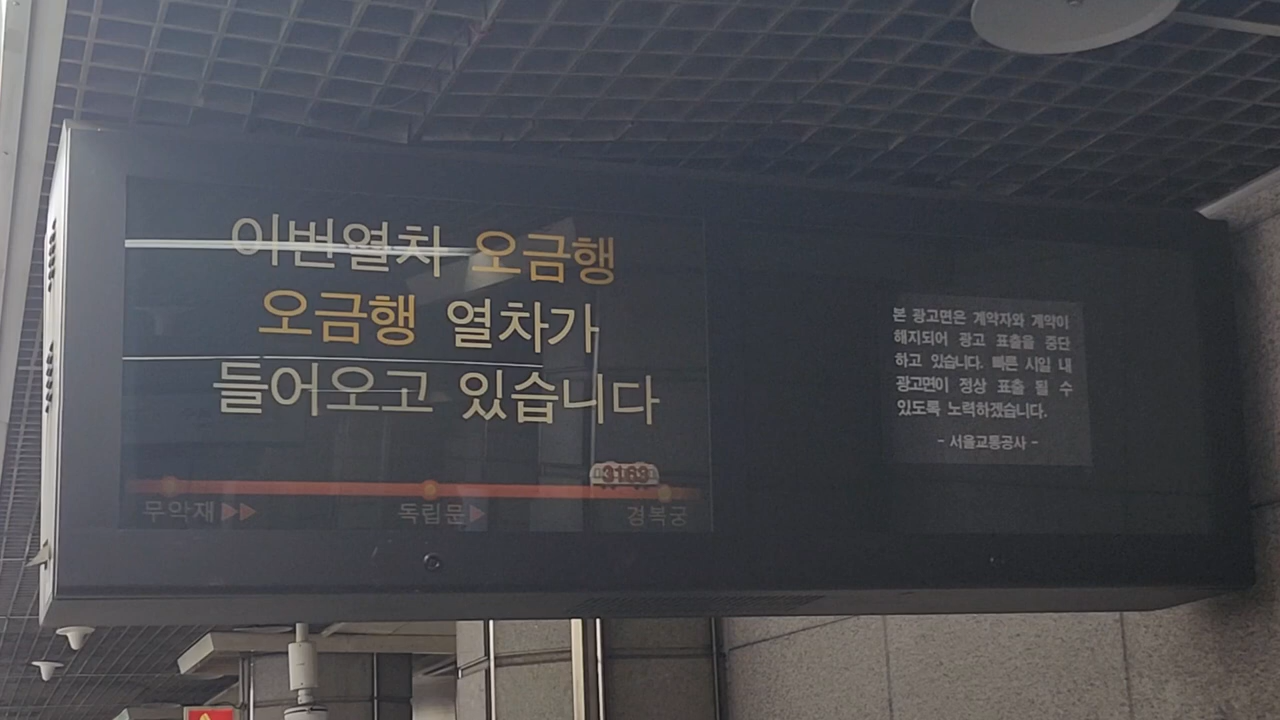 이번열차 오금행
오금행 열차가
들어오고 있습니다
3163
무악재 ▶▶ 독립문 ▶ 경복궁
본 광고면은 계약자와 계약이
해지되어 광고 표출을 중단
하고 있습니다. 빠른 시일 내
광고면이 정상 표출 될 수
있도록 노력하겠습니다.
- 서울교통공사 -